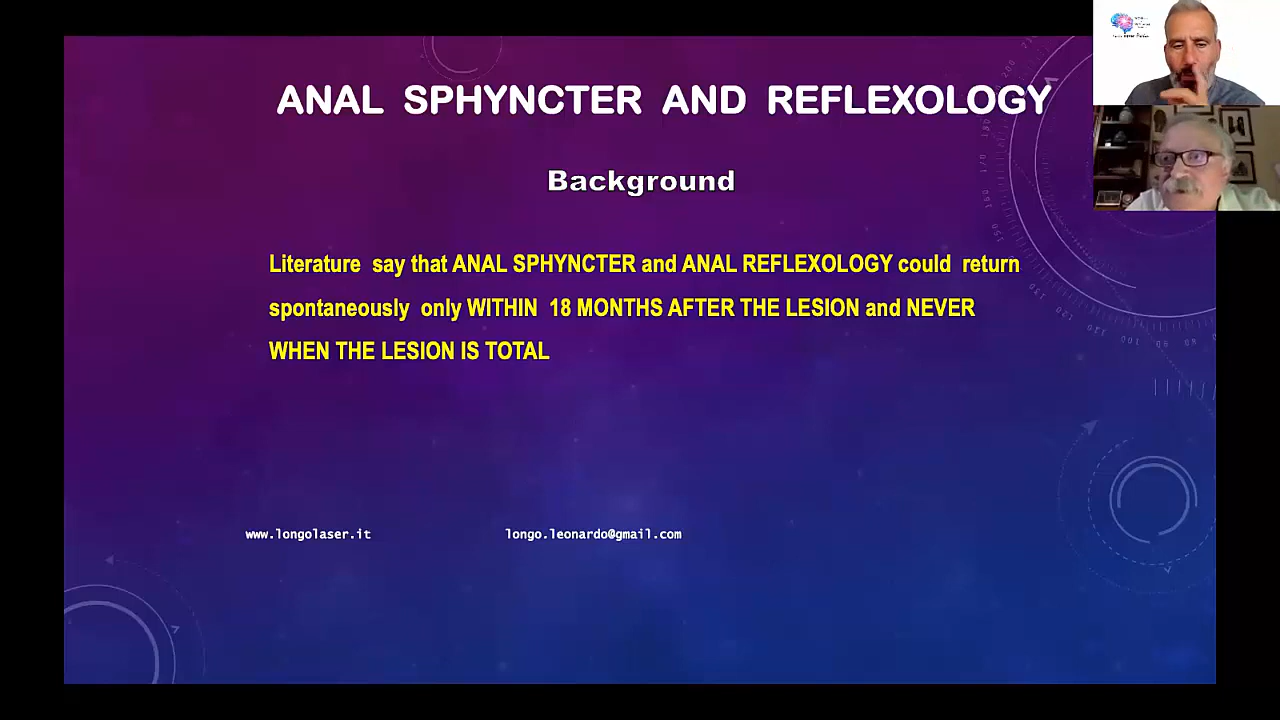 ANAL SPHYNCTER AND REFLEXOLOGY
Background
Literature say that ANAL SPHYNCTER and ANAL REFLEXOLOGY could return
spontaneously only WITHIN 18 MONTHS AFTER THE LESION and NEVER
WHEN THE LESION IS TOTAL
www.longolaser.it
longo.leonardo@gmail.com